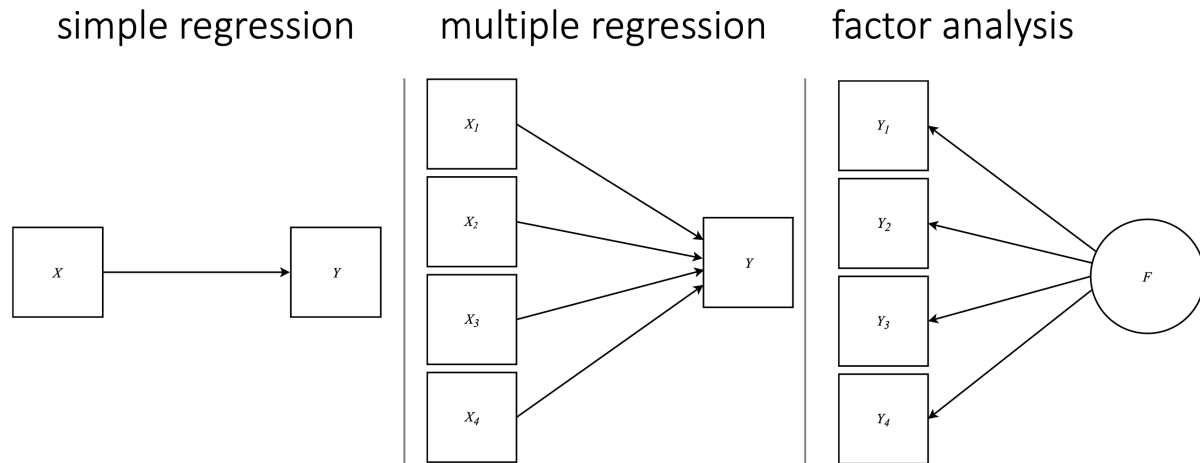 simple regression
multiple regression
factor analysis
X
Y
X1
X2
X3
X4
Y
Y1
Y2
Y3
Y4
F